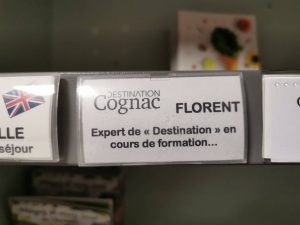 DESTINATION
Cognac
FLORENT
Expert de « Destination » en
cours de formation...
LLE
séjour